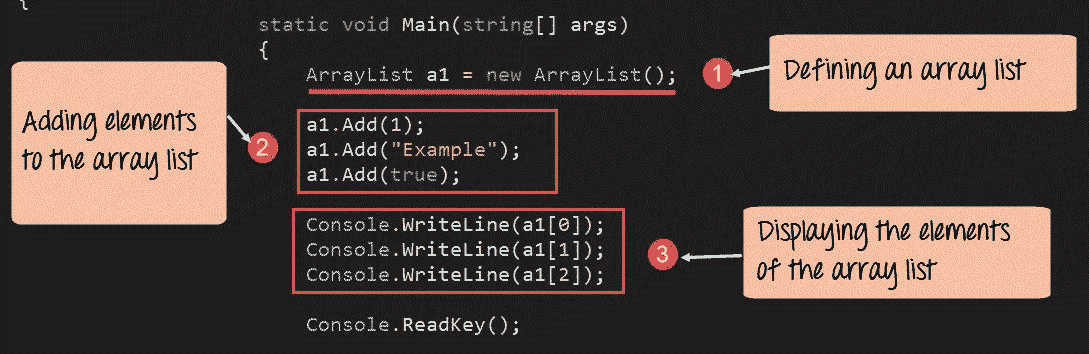 {
static void Main(string[] args)
{
ArrayList a1 = new ArrayList();
1
Defining an array list
Adding elements
to the array list
2
a1.Add(1);
a1.Add("Example");
a1.Add(true);
Console.WriteLine(a1[0]);
Console.WriteLine(a1[1]);
Console.WriteLine(a1[2]);
3
Displaying the elements
of the array list
Console.ReadKey();